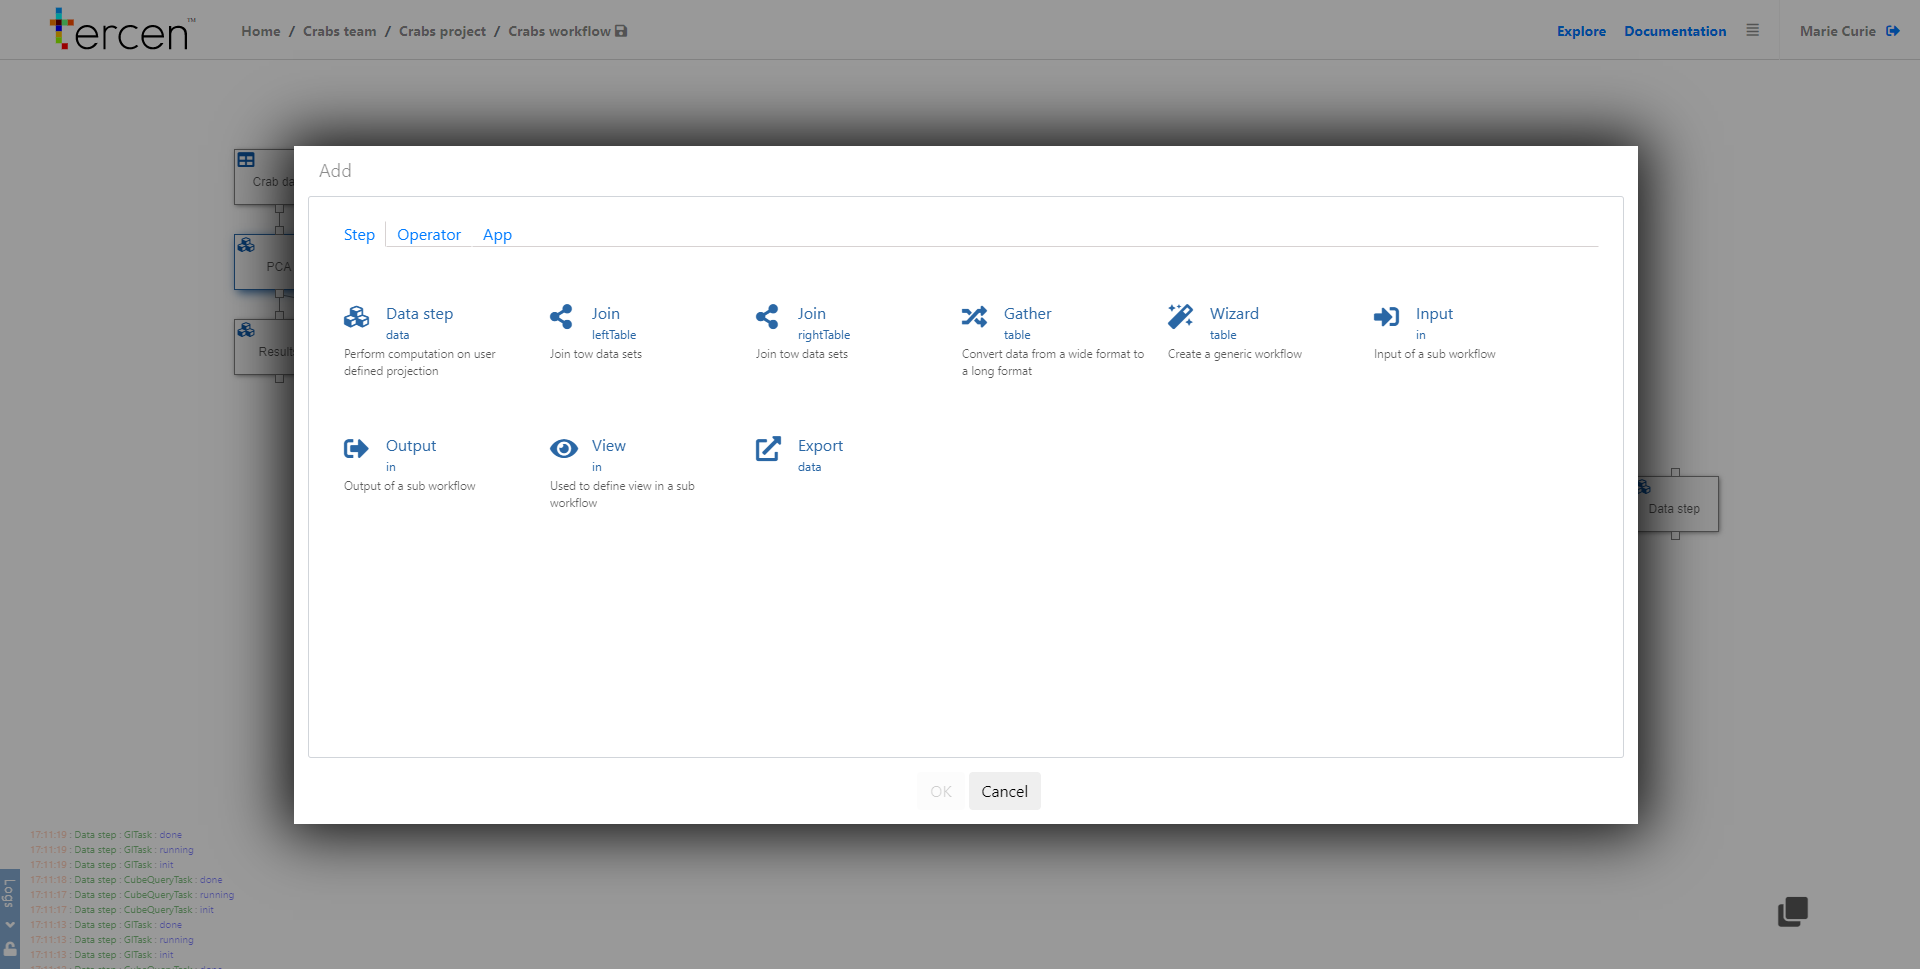 tercen™
Home / Crabs team / Crabs project / Crabs workflow
Explore Documentation Marie Curie
Crab da
PCA
Result
Data step
Add
Step Operator App
Data step
data
Perform computation on user
defined projection
Join
leftTable
Join tow data sets
Join
rightTable
Join tow data sets
Gather
table
Convert data from a wide format to
a long format
Wizard
table
Create a generic workflow
Input
in
Input of a sub workflow
Output
in
Output of a sub workflow
View
in
Used to define view in a sub
workflow
Export
data
OK Cancel
Logs
17:11:19 : Data step : GlTask : done
17:11:19 : Data step : GlTask : running
17:11:19 : Data step : GlTask : init
17:11:18 : Data step : CubeQueryTask : done
17:11:17 : Data step : CubeQueryTask : running
17:11:17 : Data step : CubeQueryTask : init
17:11:13 : Data step : GlTask : done
17:11:13 : Data step : GlTask : running
17:11:13 : Data step : GlTask : init